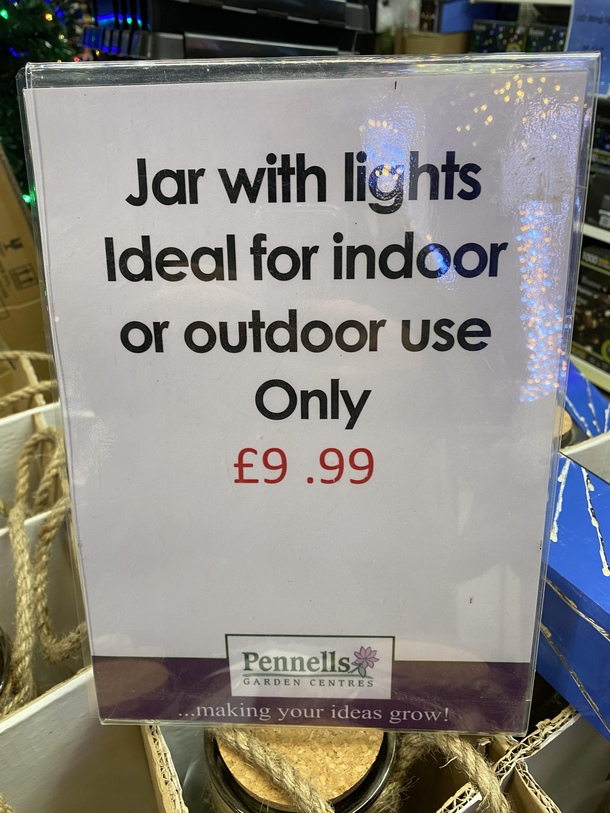 Jar with lights
Ideal for indoor
or outdoor use
Only
£9 .99
Pennells
GARDEN CENTRES
...making your ideas grow!